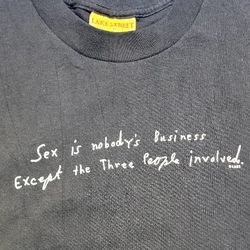 LAKE STREET
Sex is nobody's Business
Except the Three People involved.